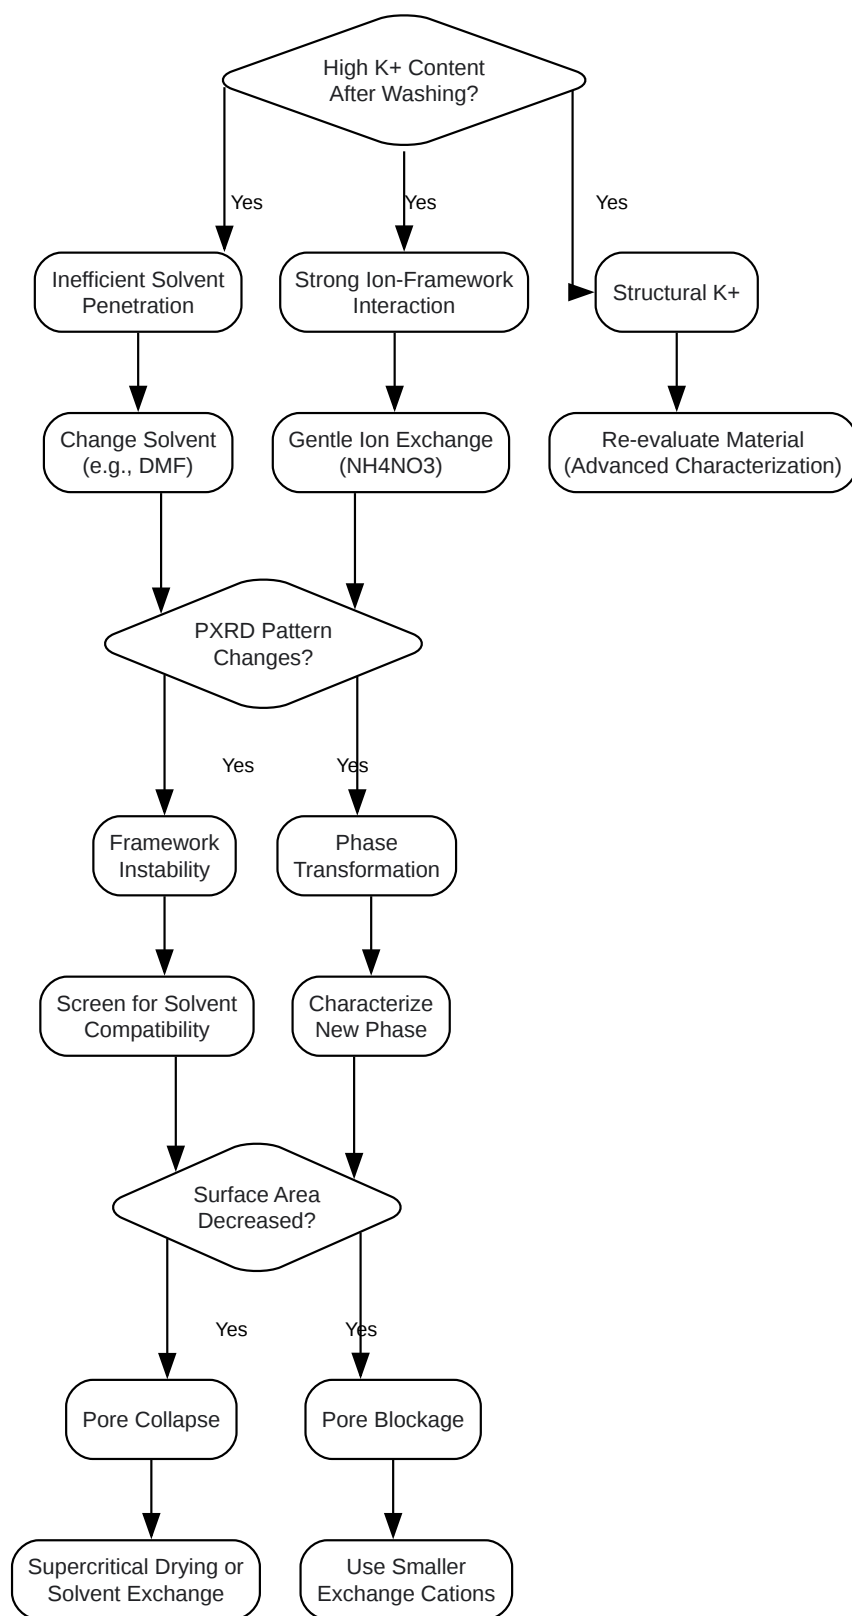 High K+ Content
After Washing?
Yes
Yes
Yes
Inefficient Solvent
Penetration
Strong Ion-Framework
Interaction
Structural K+
Change Solvent
(e.g., DMF)
Gentle Ion Exchange
(NH4NO3)
Re-evaluate Material
(Advanced Characterization)
PXRD Pattern
Changes?
Yes
Yes
Framework
Instability
Phase
Transformation
Screen for Solvent
Compatibility
Characterize
New Phase
Surface Area
Decreased?
Yes
Yes
Pore Collapse
Pore Blockage
Supercritical Drying or
Solvent Exchange
Use Smaller
Exchange Cations